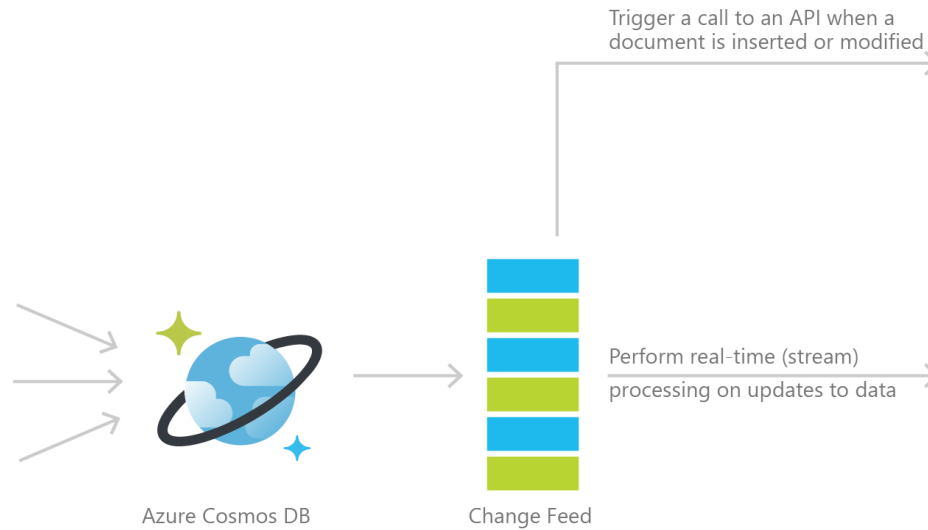 Trigger a call to an API when a
document is inserted or modified
Perform real-time (stream)
processing on updates to data
Azure Cosmos DB
Change Feed